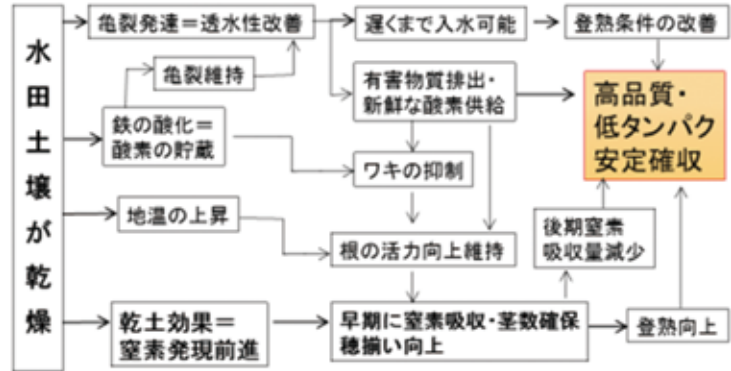 水田土壌が乾燥
亀裂発達＝透水性改善
遅くまで入水可能
登熟条件の改善
亀裂維持
有害物質排出・
新鮮な酸素供給
高品質・
低タンパク
安定確収
鉄の酸化＝
酸素の貯蔵
ワキの抑制
地温の上昇
根の活力向上維持
後期窒素
吸収量減少
乾土効果＝
窒素発現前進
早期に窒素吸収・茎数確保
穂揃い向上
登熟向上